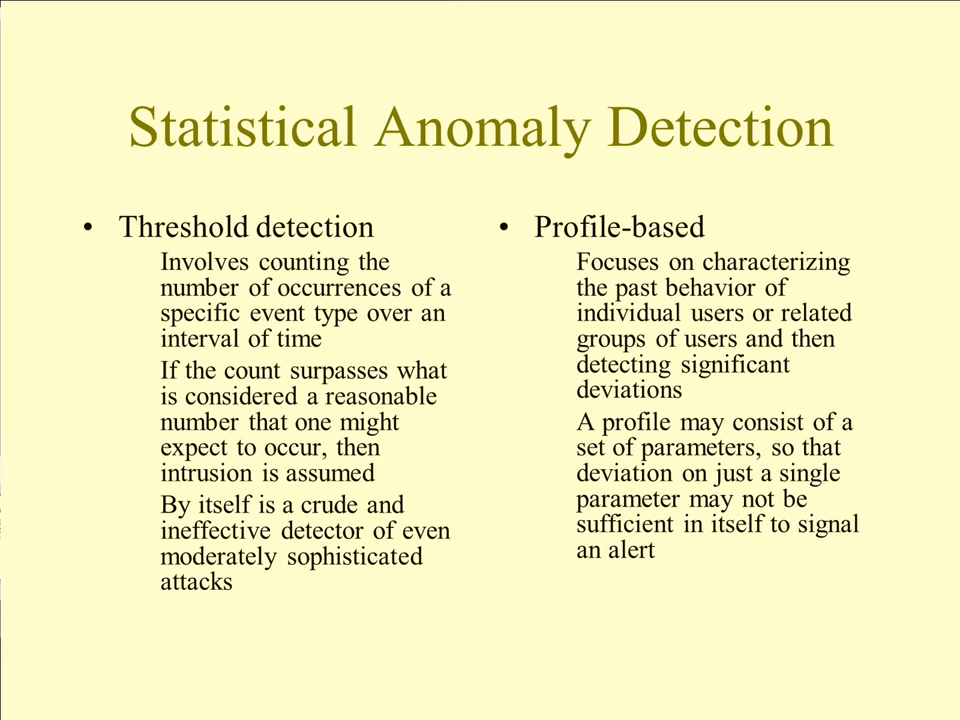 Statistical Anomaly Detection
• Threshold detection
Involves counting the
number of occurrences of a
specific event type over an
interval of time
If the count surpasses what
is considered a reasonable
number that one might
expect to occur, then
intrusion is assumed
By itself is a crude and
ineffective detector of even
moderately sophisticated
attacks
• Profile-based
Focuses on characterizing
the past behavior of
individual users or related
groups of users and then
detecting significant
deviations
A profile may consist of a
set of parameters, so that
deviation on just a single
parameter may not be
sufficient in itself to signal
an alert